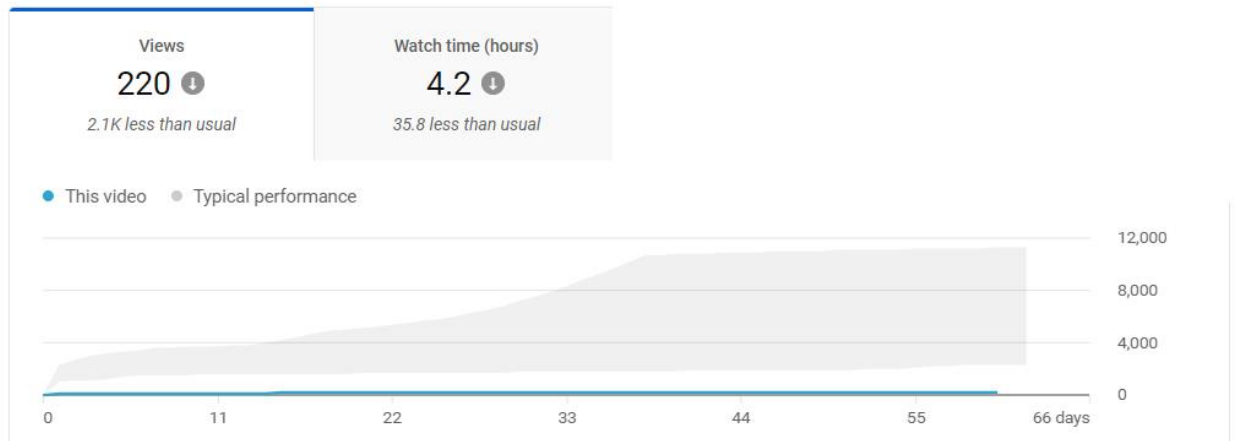 Views
220
2.1K less than usual
Watch time (hours)
4.2
35.8 less than usual
This video
Typical performance
12,000
8,000
4,000
0
0 11 22 33 44 55 66 days